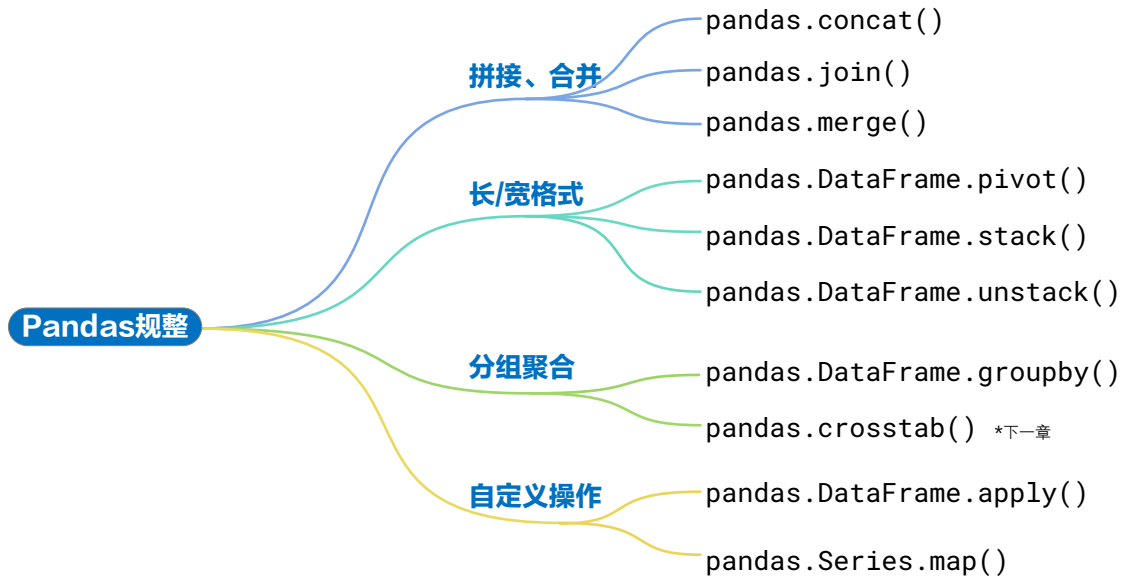 Pandas规整
拼接、合并
pandas.concat()
pandas.join()
pandas.merge()
长/宽格式
pandas.DataFrame.pivot()
pandas.DataFrame.stack()
pandas.DataFrame.unstack()
分组聚合
pandas.DataFrame.groupby()
pandas.crosstab() *下一章
自定义操作
pandas.DataFrame.apply()
pandas.Series.map()